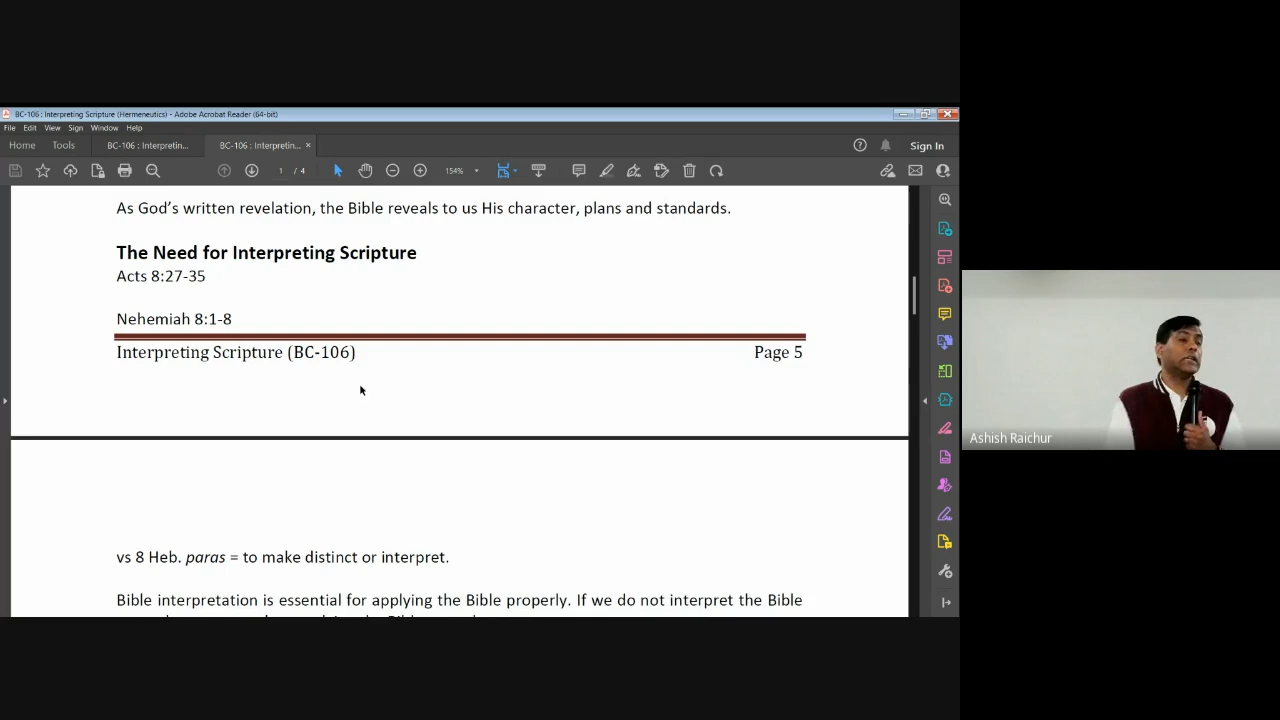 BC-106 : Interpreting Scripture (Hermeneutics) - Adobe Acrobat Reader (64-bit)
File Edit View Sign Window Help
Home Tools BC-106 : Interpretin... BC-106 : Interpretin... × Sign In
1 / 4 154%
As God’s written revelation, the Bible reveals to us His character, plans and standards.
The Need for Interpreting Scripture
Acts 8:27-35
Nehemiah 8:1-8
Interpreting Scripture (BC-106) Page 5
vs 8 Heb. paras = to make distinct or interpret.
Bible interpretation is essential for applying the Bible properly. If we do not interpret the Bible
Ashish Raichur